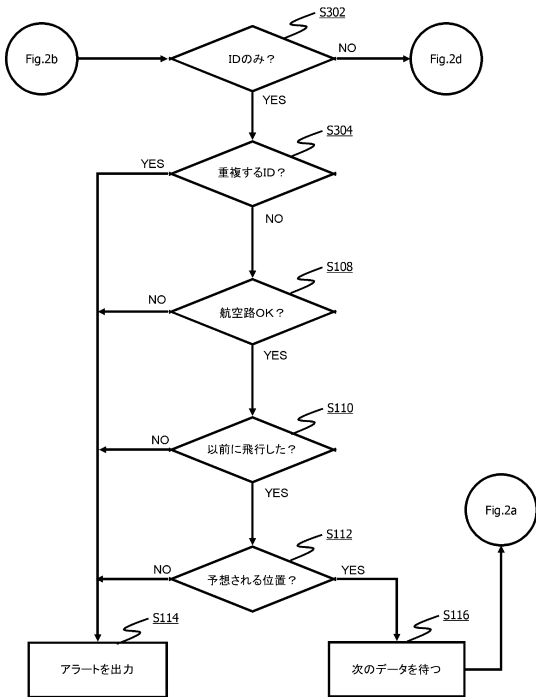 S302
Fig.2b
IDのみ？
NO
Fig.2d
YES
S304
YES
重複するID？
NO
S108
NO
航空路OK？
YES
S110
NO
以前に飛行した？
YES
Fig.2a
S112
NO
予想される位置？
YES
S114
S116
アラートを出力
次のデータを待つ